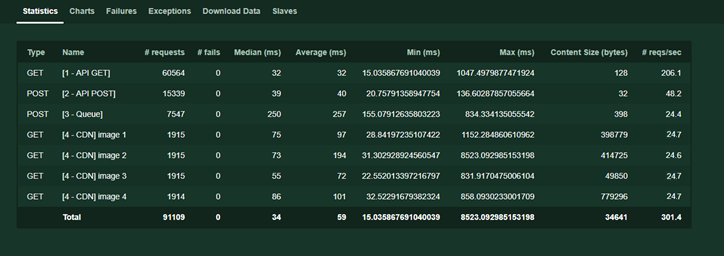 Statistics Charts Failures Exceptions Download Data Slaves
Type Name # requests # fails Median (ms) Average (ms) Min (ms) Max (ms) Content Size (bytes) # reqs/sec
GET [1 - API GET] 60564 0 32 32 15.035867691040039 1047.4979877471924 128 206.1
POST [2 - API POST] 15339 0 39 40 20.75791358947754 136.60287857055664 32 48.2
POST [3 - Queue] 7547 0 250 257 155.07912635803223 834.334135055542 398 24.4
GET [4 - CDN] image 1 1915 0 75 97 28.84197235107422 1152.284860610962 398779 24.7
GET [4 - CDN] image 2 1915 0 73 194 31.302928924560547 8523.092985153198 414725 24.6
GET [4 - CDN] image 3 1915 0 55 72 22.552013397216797 831.9170475006104 49850 24.7
GET [4 - CDN] image 4 1914 0 86 101 32.52291679382324 858.0930233001709 779296 24.7
Total 91109 0 34 59 15.035867691040039 8523.092985153198 34641 301.4